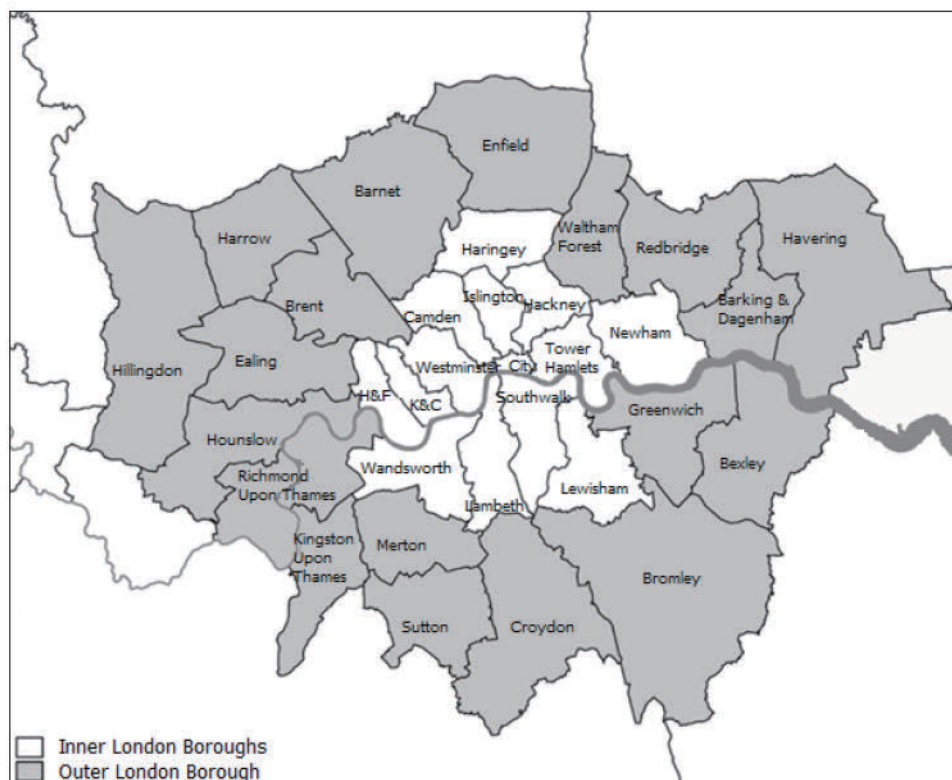 Enfield
Barnet
Waltham
Forest
Harrow
Redbridge
Havering
Haringey
Islington
Hackney
Brent
Camden
Barking &
Dagenham
Newham
Tower
Hamlets
Ealing
Westminster
City
Hillingdon
H&F
K&C
Southwalk
Greenwich
Hounslow
Wandsworth
Bexley
Richmond
Upon Thames
Lewisham
Lambeth
Kingston
Upon
Thames
Merton
Bromley
Sutton
Croydon
Inner London Boroughs
Outer London Borough